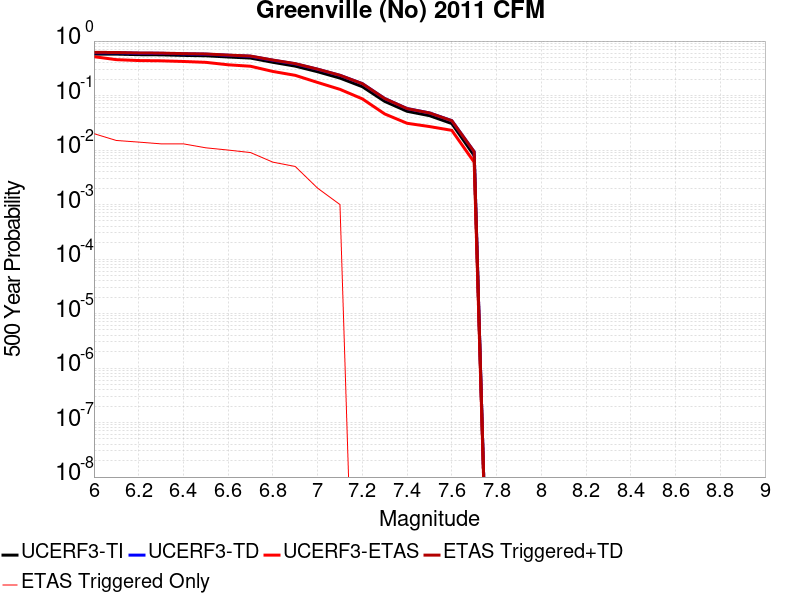 Greenville (No) 2011 CFM
10^0
10^-1
10^-2
10^-3
10^-4
10^-5
10^-6
10^-7
10^-8
500 Year Probability
6 6.2 6.4 6.6 6.8 7 7.2 7.4 7.6 7.8 8 8.2 8.4 8.6 8.8 9
Magnitude
UCERF3-TI UCERF3-TD UCERF3-ETAS ETAS Triggered+TD
ETAS Triggered Only